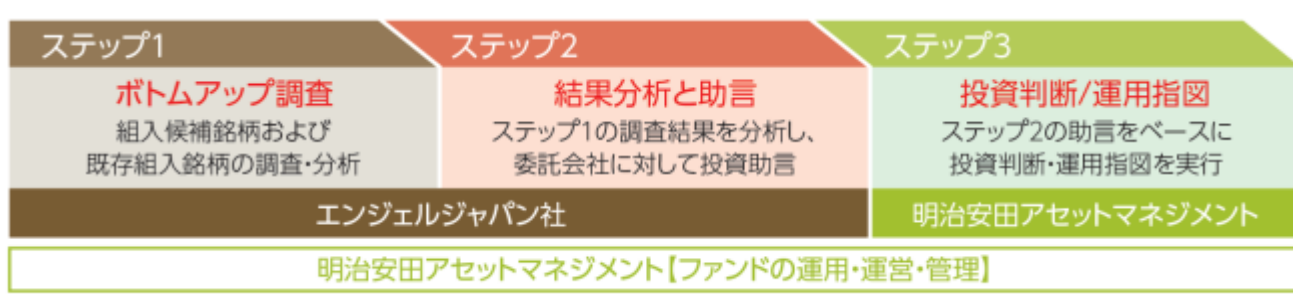 ステップ1
ステップ2
ステップ3
ボトムアップ調査
組入候補銘柄および
既存組入銘柄の調査・分析
結果分析と助言
ステップ1の調査結果を分析し、
委託会社に対して投資助言
投資判断/運用指図
ステップ2の助言をベースに
投資判断・運用指図を実行
エンジェルジャパン社
明治安田アセットマネジメント
明治安田アセットマネジメント【ファンドの運用・運営・管理】